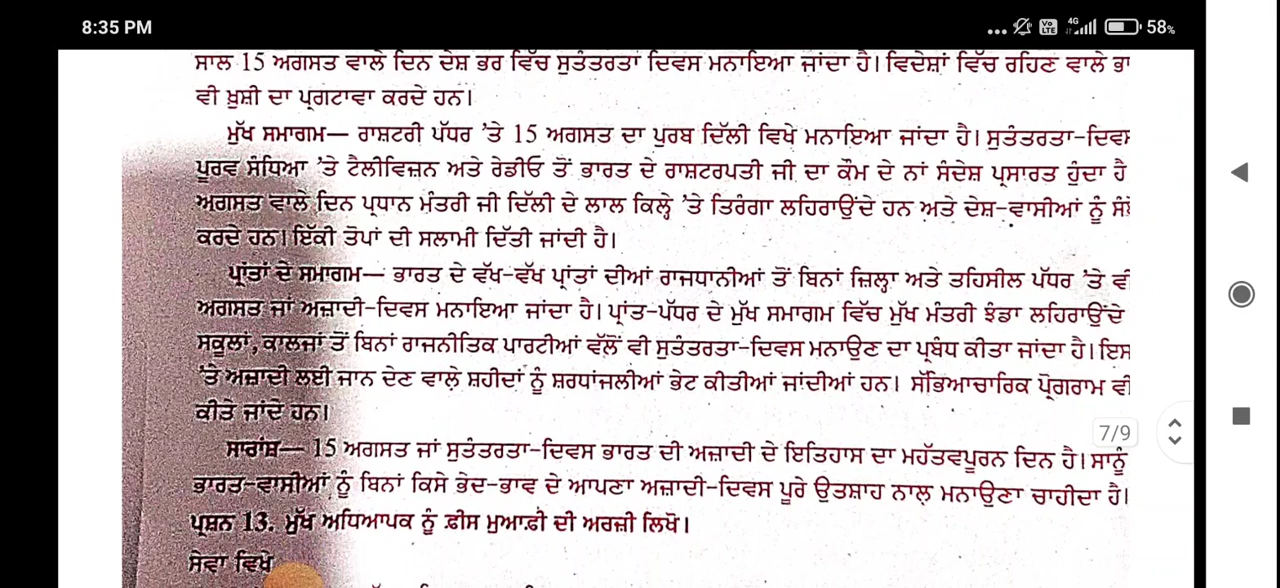 8:35 PM
4G 58%
ਸਾਲ 15 ਅਗਸਤ ਵਾਲੇ ਦਿਨ ਦੇਸ਼ ਭਰ ਵਿੱਚ ਸੁਤੰਤਰਤਾ ਦਿਵਸ ਮਨਾਇਆ ਜਾਂਦਾ ਹੈ। ਵਿਦੇਸ਼ਾਂ ਵਿੱਚ ਰਹਿਣ ਵਾਲੇ ਭਾ
ਵੀ ਖ਼ੁਸ਼ੀ ਦਾ ਪ੍ਰਗਟਾਵਾ ਕਰਦੇ ਹਨ।
ਮੁੱਖ ਸਮਾਗਮ— ਰਾਸ਼ਟਰੀ ਪੱਧਰ 'ਤੇ 15 ਅਗਸਤ ਦਾ ਪੁਰਬ ਦਿੱਲੀ ਵਿਖੇ ਮਨਾਇਆ ਜਾਂਦਾ ਹੈ। ਸੁਤੰਤਰਤਾ-ਦਿਵਸ
ਪੂਰਵ ਸੰਧਿਆ 'ਤੇ ਟੈਲੀਵਿਜ਼ਨ ਅਤੇ ਰੇਡੀਓ ਤੋਂ ਭਾਰਤ ਦੇ ਰਾਸ਼ਟਰਪਤੀ ਜੀ ਦਾ ਕੌਮ ਦੇ ਨਾਂ ਸੰਦੇਸ਼ ਪ੍ਰਸਾਰਤ ਹੁੰਦਾ ਹੈ
ਅਗਸਤ ਵਾਲੇ ਦਿਨ ਪ੍ਰਧਾਨ ਮੰਤਰੀ ਜੀ ਦਿੱਲੀ ਦੇ ਲਾਲ ਕਿਲ੍ਹੇ 'ਤੇ ਤਿਰੰਗਾ ਲਹਿਰਾਉਂਦੇ ਹਨ ਅਤੇ ਦੇਸ਼-ਵਾਸੀਆਂ ਨੂੰ
ਕਰਦੇ ਹਨ। ਇੱਕੀ ਤੋਪਾਂ ਦੀ ਸਲਾਮੀ ਦਿੱਤੀ ਜਾਂਦੀ ਹੈ।
ਪ੍ਰਾਂਤਾਂ ਦੇ ਸਮਾਗਮ— ਭਾਰਤ ਦੇ ਵੱਖ-ਵੱਖ ਪ੍ਰਾਂਤਾਂ ਦੀਆਂ ਰਾਜਧਾਨੀਆਂ ਤੋਂ ਬਿਨਾਂ ਜ਼ਿਲ੍ਹਾ ਅਤੇ ਤਹਿਸੀਲ ਪੱਧਰ 'ਤੇ ਵੀ
ਅਗਸਤ ਜਾਂ ਅਜ਼ਾਦੀ-ਦਿਵਸ ਮਨਾਇਆ ਜਾਂਦਾ ਹੈ। ਪ੍ਰਾਂਤ-ਪੱਧਰ ਦੇ ਮੁੱਖ ਸਮਾਗਮ ਵਿੱਚ ਮੁੱਖ ਮੰਤਰੀ ਝੰਡਾ ਲਹਿਰਾਉਂਦੇ
ਸਕੂਲਾਂ, ਕਾਲਜਾਂ ਤੋਂ ਬਿਨਾਂ ਰਾਜਨੀਤਿਕ ਪਾਰਟੀਆਂ ਵੱਲੋਂ ਵੀ ਸੁਤੰਤਰਤਾ-ਦਿਵਸ ਮਨਾਉਣ ਦਾ ਪ੍ਰਬੰਧ ਕੀਤਾ ਜਾਂਦਾ ਹੈ। ਇਸ
'ਤੇ ਅਜ਼ਾਦੀ ਲਈ ਜਾਨ ਦੇਣ ਵਾਲ਼ੇ ਸ਼ਹੀਦਾਂ ਨੂੰ ਸ਼ਰਧਾਂਜਲੀਆਂ ਭੇਟ ਕੀਤੀਆਂ ਜਾਂਦੀਆਂ ਹਨ। ਸੱਭਿਆਚਾਰਿਕ ਪ੍ਰੋਗਰਾਮ ਵੀ
ਕੀਤੇ ਜਾਂਦੇ ਹਨ।
7/9
ਸਾਰਾਂਸ਼— 15 ਅਗਸਤ ਜਾਂ ਸੁਤੰਤਰਤਾ-ਦਿਵਸ ਭਾਰਤ ਦੀ ਅਜ਼ਾਦੀ ਦੇ ਇਤਿਹਾਸ ਦਾ ਮਹੱਤਵਪੂਰਨ ਦਿਨ ਹੈ। ਸਾਨੂੰ
ਭਾਰਤ-ਵਾਸੀਆਂ ਨੂੰ ਬਿਨਾਂ ਕਿਸੇ ਭੇਦ-ਭਾਵ ਦੇ ਆਪਣਾ ਅਜ਼ਾਦੀ-ਦਿਵਸ ਪੂਰੇ ਉਤਸ਼ਾਹ ਨਾਲ਼ ਮਨਾਉਣਾ ਚਾਹੀਦਾ ਹੈ।
ਪ੍ਰਸ਼ਨ 13. ਮੁੱਖ ਅਧਿਆਪਕ ਨੂੰ ਫ਼ੀਸ ਮੁਆਫ਼ੀ ਦੀ ਅਰਜ਼ੀ ਲਿਖੋ।
ਸੇਵਾ ਵਿਖੇ